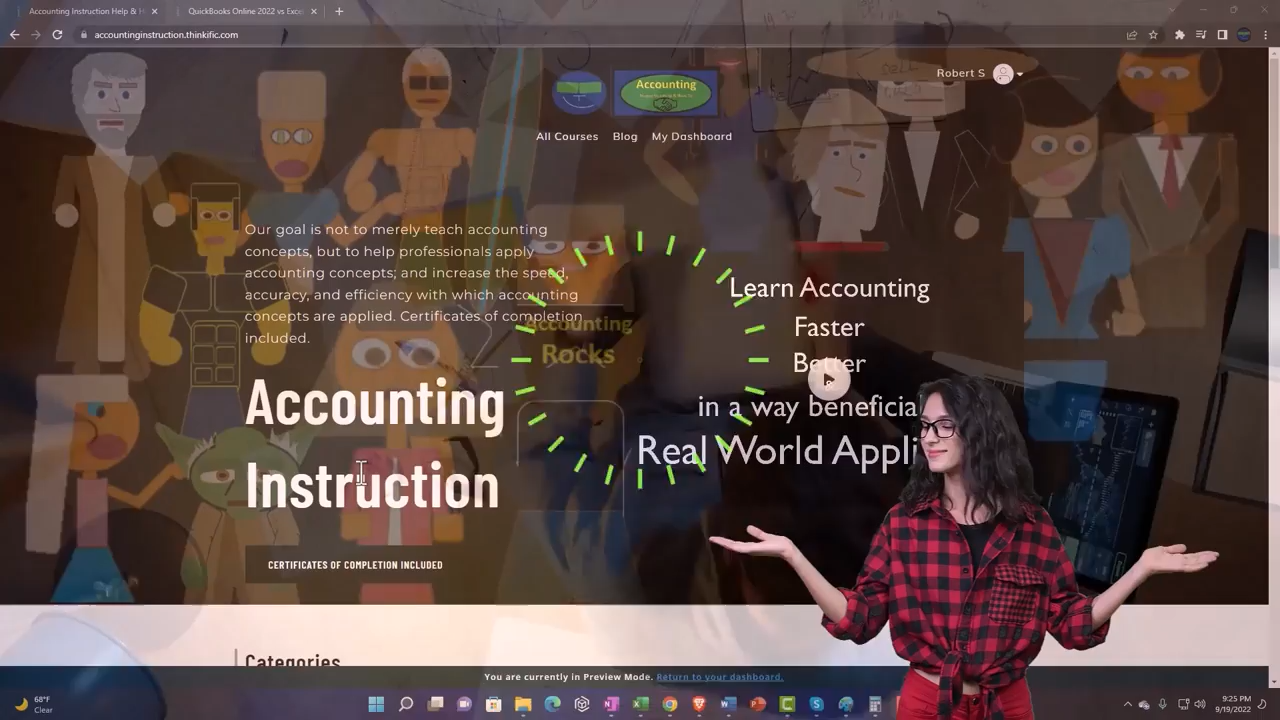 Accounting Instruction Help & H
QuickBooks Online 2022 vs Exce
accountinginstruction.thinkific.com
Accounting
Robert S
All Courses Blog My Dashboard
Our goal is not to merely teach accounting
concepts, but to help professionals apply
accounting concepts; and increase the speed,
accuracy, and efficiency with which accounting
concepts are applied. Certificates of completion
included.
Accounting
Instruction
CERTIFICATES OF COMPLETION INCLUDED
Accounting
Rocks
Learn Accounting
Faster
Better
&
in a way beneficia
Real World Appli
Categories
You are currently in Preview Mode. Return to your dashboard.
68°F
Clear
9:25 PM
9/19/2022